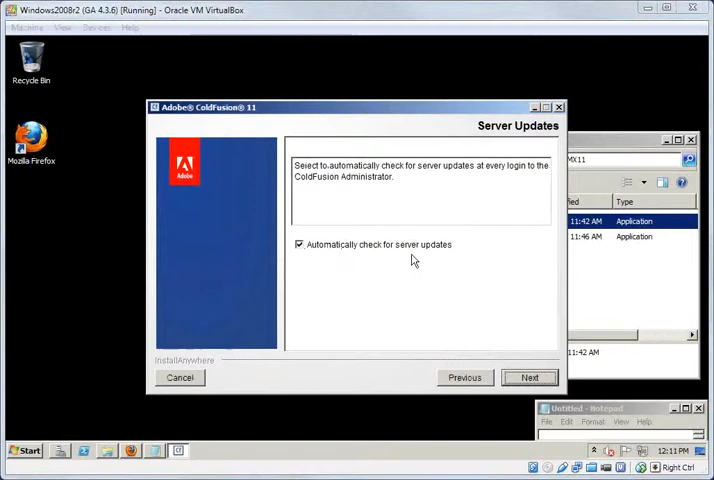 Windows2008r2 (GA 4.3.6) [Running] - Oracle VM VirtualBox
Machine View Devices Help
Recycle Bin
Mozilla Firefox
Adobe® ColdFusion® 11
Server Updates
Adobe
Select to automatically check for server updates at every login to the
ColdFusion Administrator.
Automatically check for server updates
InstallAnywhere
Cancel
Previous
Next
MX11
fied Type
11:42 AM Application
11:46 AM Application
11:42 AM
Untitled - Notepad
File Edit Format View Help
Start
12:11 PM
Right Ctrl